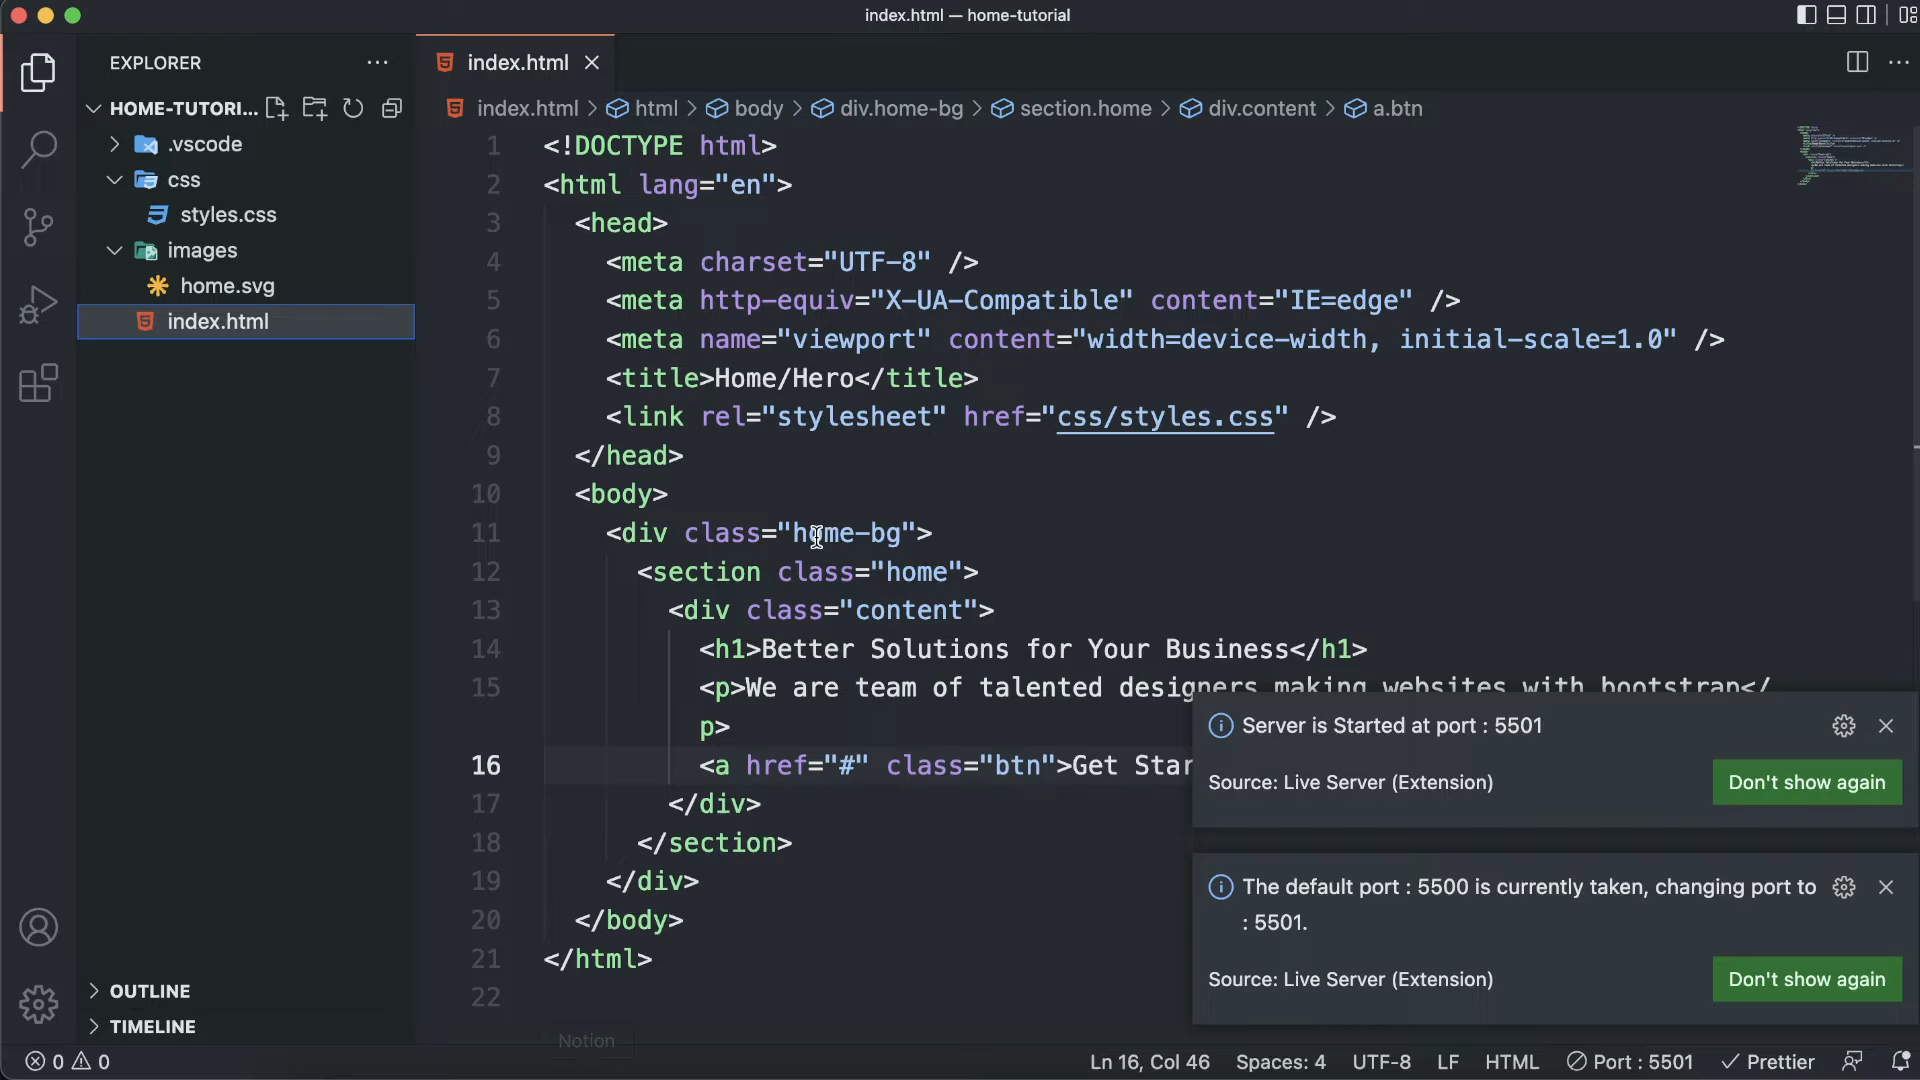 index.html — home-tutorial
EXPLORER
HOME-TUTORI...
.vscode
css
styles.css
images
home.svg
index.html
OUTLINE
TIMELINE
index.html
index.html > html > body > div.home-bg > section.home > div.content > a.btn
1 <!DOCTYPE html>
2 <html lang="en">
3 <head>
4 <meta charset="UTF-8" />
5 <meta http-equiv="X-UA-Compatible" content="IE=edge" />
6 <meta name="viewport" content="width=device-width, initial-scale=1.0" />
7 <title>Home/Hero</title>
8 <link rel="stylesheet" href="css/styles.css" />
9 </head>
10 <body>
11 <div class="home-bg">
12 <section class="home">
13 <div class="content">
14 <h1>Better Solutions for Your Business</h1>
15 <p>We are team of talented designers making websites with bootstrap</
p>
16 <a href="#" class="btn">Get Star
17 </div>
18 </section>
19 </div>
20 </body>
21 </html>
22
Server is Started at port : 5501
Source: Live Server (Extension)
Don't show again
The default port : 5500 is currently taken, changing port to
: 5501.
Source: Live Server (Extension)
Don't show again
Notion
0 0
Ln 16, Col 46 Spaces: 4 UTF-8 LF HTML Port : 5501 Prettier